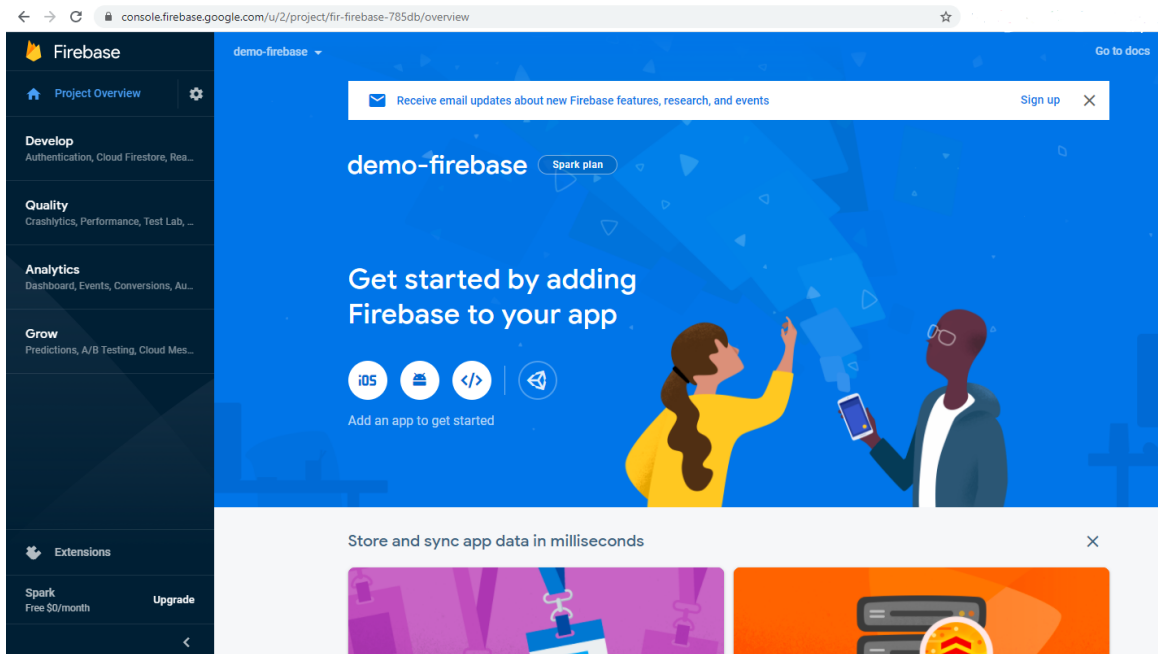 console.firebase.google.com/u/2/project/fir-firebase-785db/overview
Firebase
demo-firebase
Go to docs
Project Overview
Receive email updates about new Firebase features, research, and events
Sign up
Develop
Authentication, Cloud Firestore, Rea...
demo-firebase
Spark plan
Quality
Crashlytics, Performance, Test Lab, ...
Analytics
Dashboard, Events, Conversions, Au...
Get started by adding
Firebase to your app
Grow
Predictions, A/B Testing, Cloud Mes...
iOS
</>
Add an app to get started
Extensions
Store and sync app data in milliseconds
Spark
Free $0/month
Upgrade